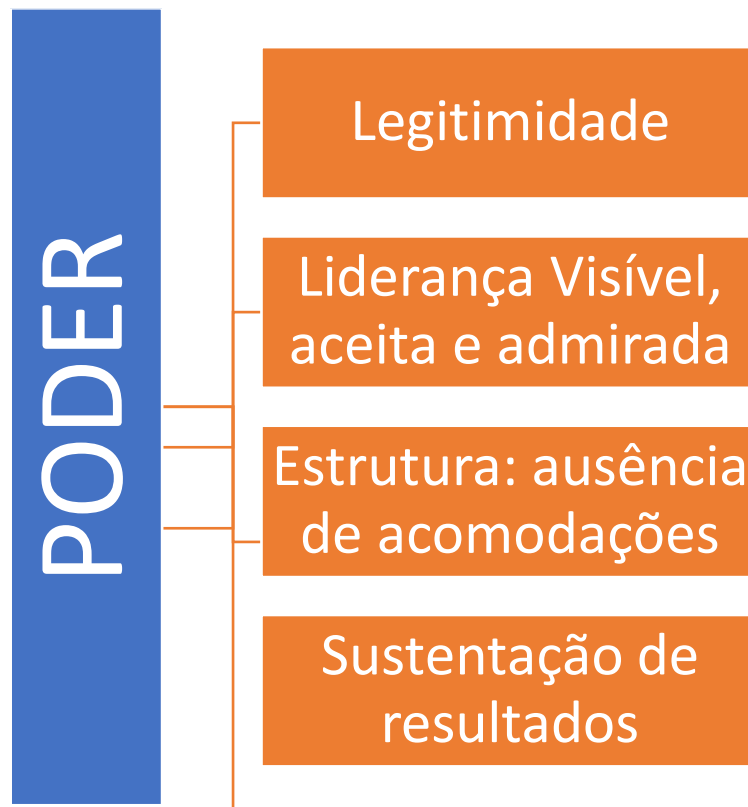 PODER
Legitimidade
Liderança Visível,
aceita e admirada
Estrutura: ausência
de acomodações
Sustentação de
resultados